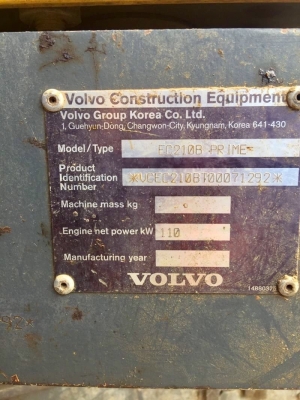 Volvo Construction Equipment
Volvo Group Korea Co. Ltd.
1, Guehyun-Dong, Changwon-City, Kyungnam, Korea 641-430
Model / Type EC210B PRIME
Product
Identification *VCEC210BT00071292*
Number
Machine mass kg
Engine net power kW 110
Manufacturing year
VOLVO